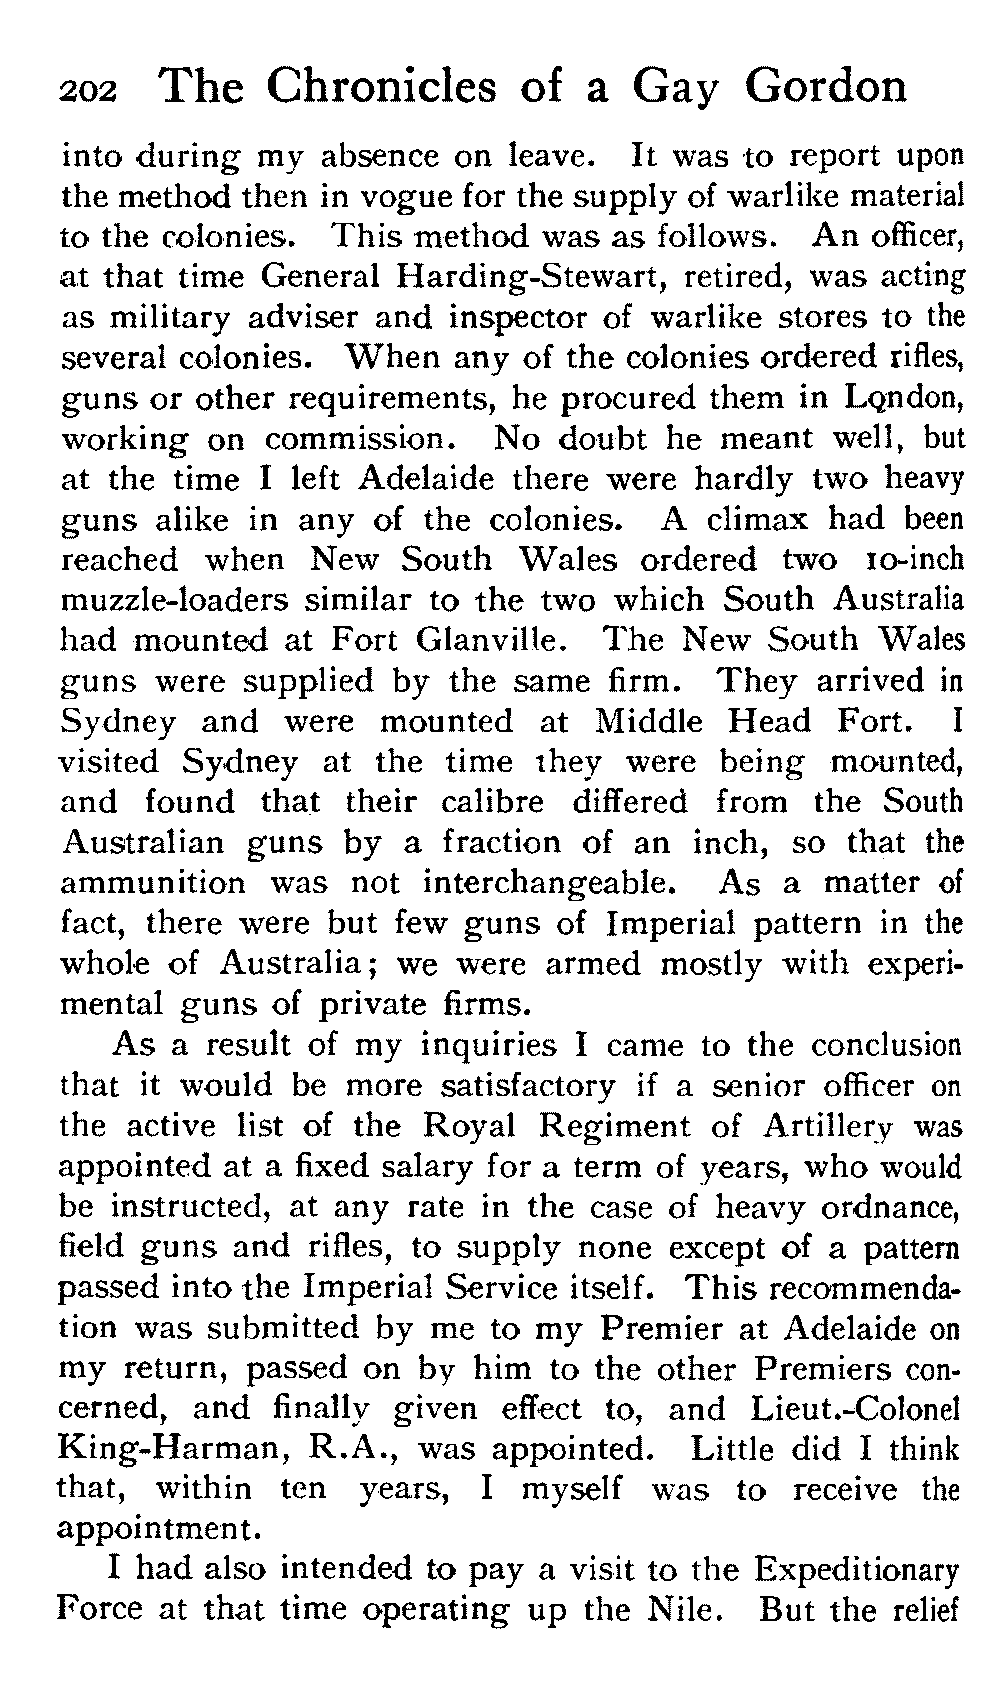 202 The Chronicles of a Gay Gordon
into during my absence on leave. It was to report upon
the method then in vogue for the supply of warlike material
to the colonies. This method was as follows. An officer,
at that time General Harding-Stewart, retired, was acting
as military adviser and inspector of warlike stores to the
several colonies. When any of the colonies ordered rifles,
guns or other requirements, he procured them in London,
working on commission. No doubt he meant well, but
at the time I left Adelaide there were hardly two heavy
guns alike in any of the colonies. A climax had been
reached when New South Wales ordered two 10-inch
muzzle-loaders similar to the two which South Australia
had mounted at Fort Glanville. The New South Wales
guns were supplied by the same firm. They arrived in
Sydney and were mounted at Middle Head Fort. I
visited Sydney at the time they were being mounted,
and found that their calibre differed from the South
Australian guns by a fraction of an inch, so that the
ammunition was not interchangeable. As a matter of
fact, there were but few guns of Imperial pattern in the
whole of Australia; we were armed mostly with experi-
mental guns of private firms.
As a result of my inquiries I came to the conclusion
that it would be more satisfactory if a senior officer on
the active list of the Royal Regiment of Artillery was
appointed at a fixed salary for a term of years, who would
be instructed, at any rate in the case of heavy ordnance,
field guns and rifles, to supply none except of a pattern
passed into the Imperial Service itself. This recommenda-
tion was submitted by me to my Premier at Adelaide on
my return, passed on by him to the other Premiers con-
cerned, and finally given effect to, and Lieut.-Colonel
King-Harman, R.A., was appointed. Little did I think
that, within ten years, I myself was to receive the
appointment.
I had also intended to pay a visit to the Expeditionary
Force at that time operating up the Nile. But the relief